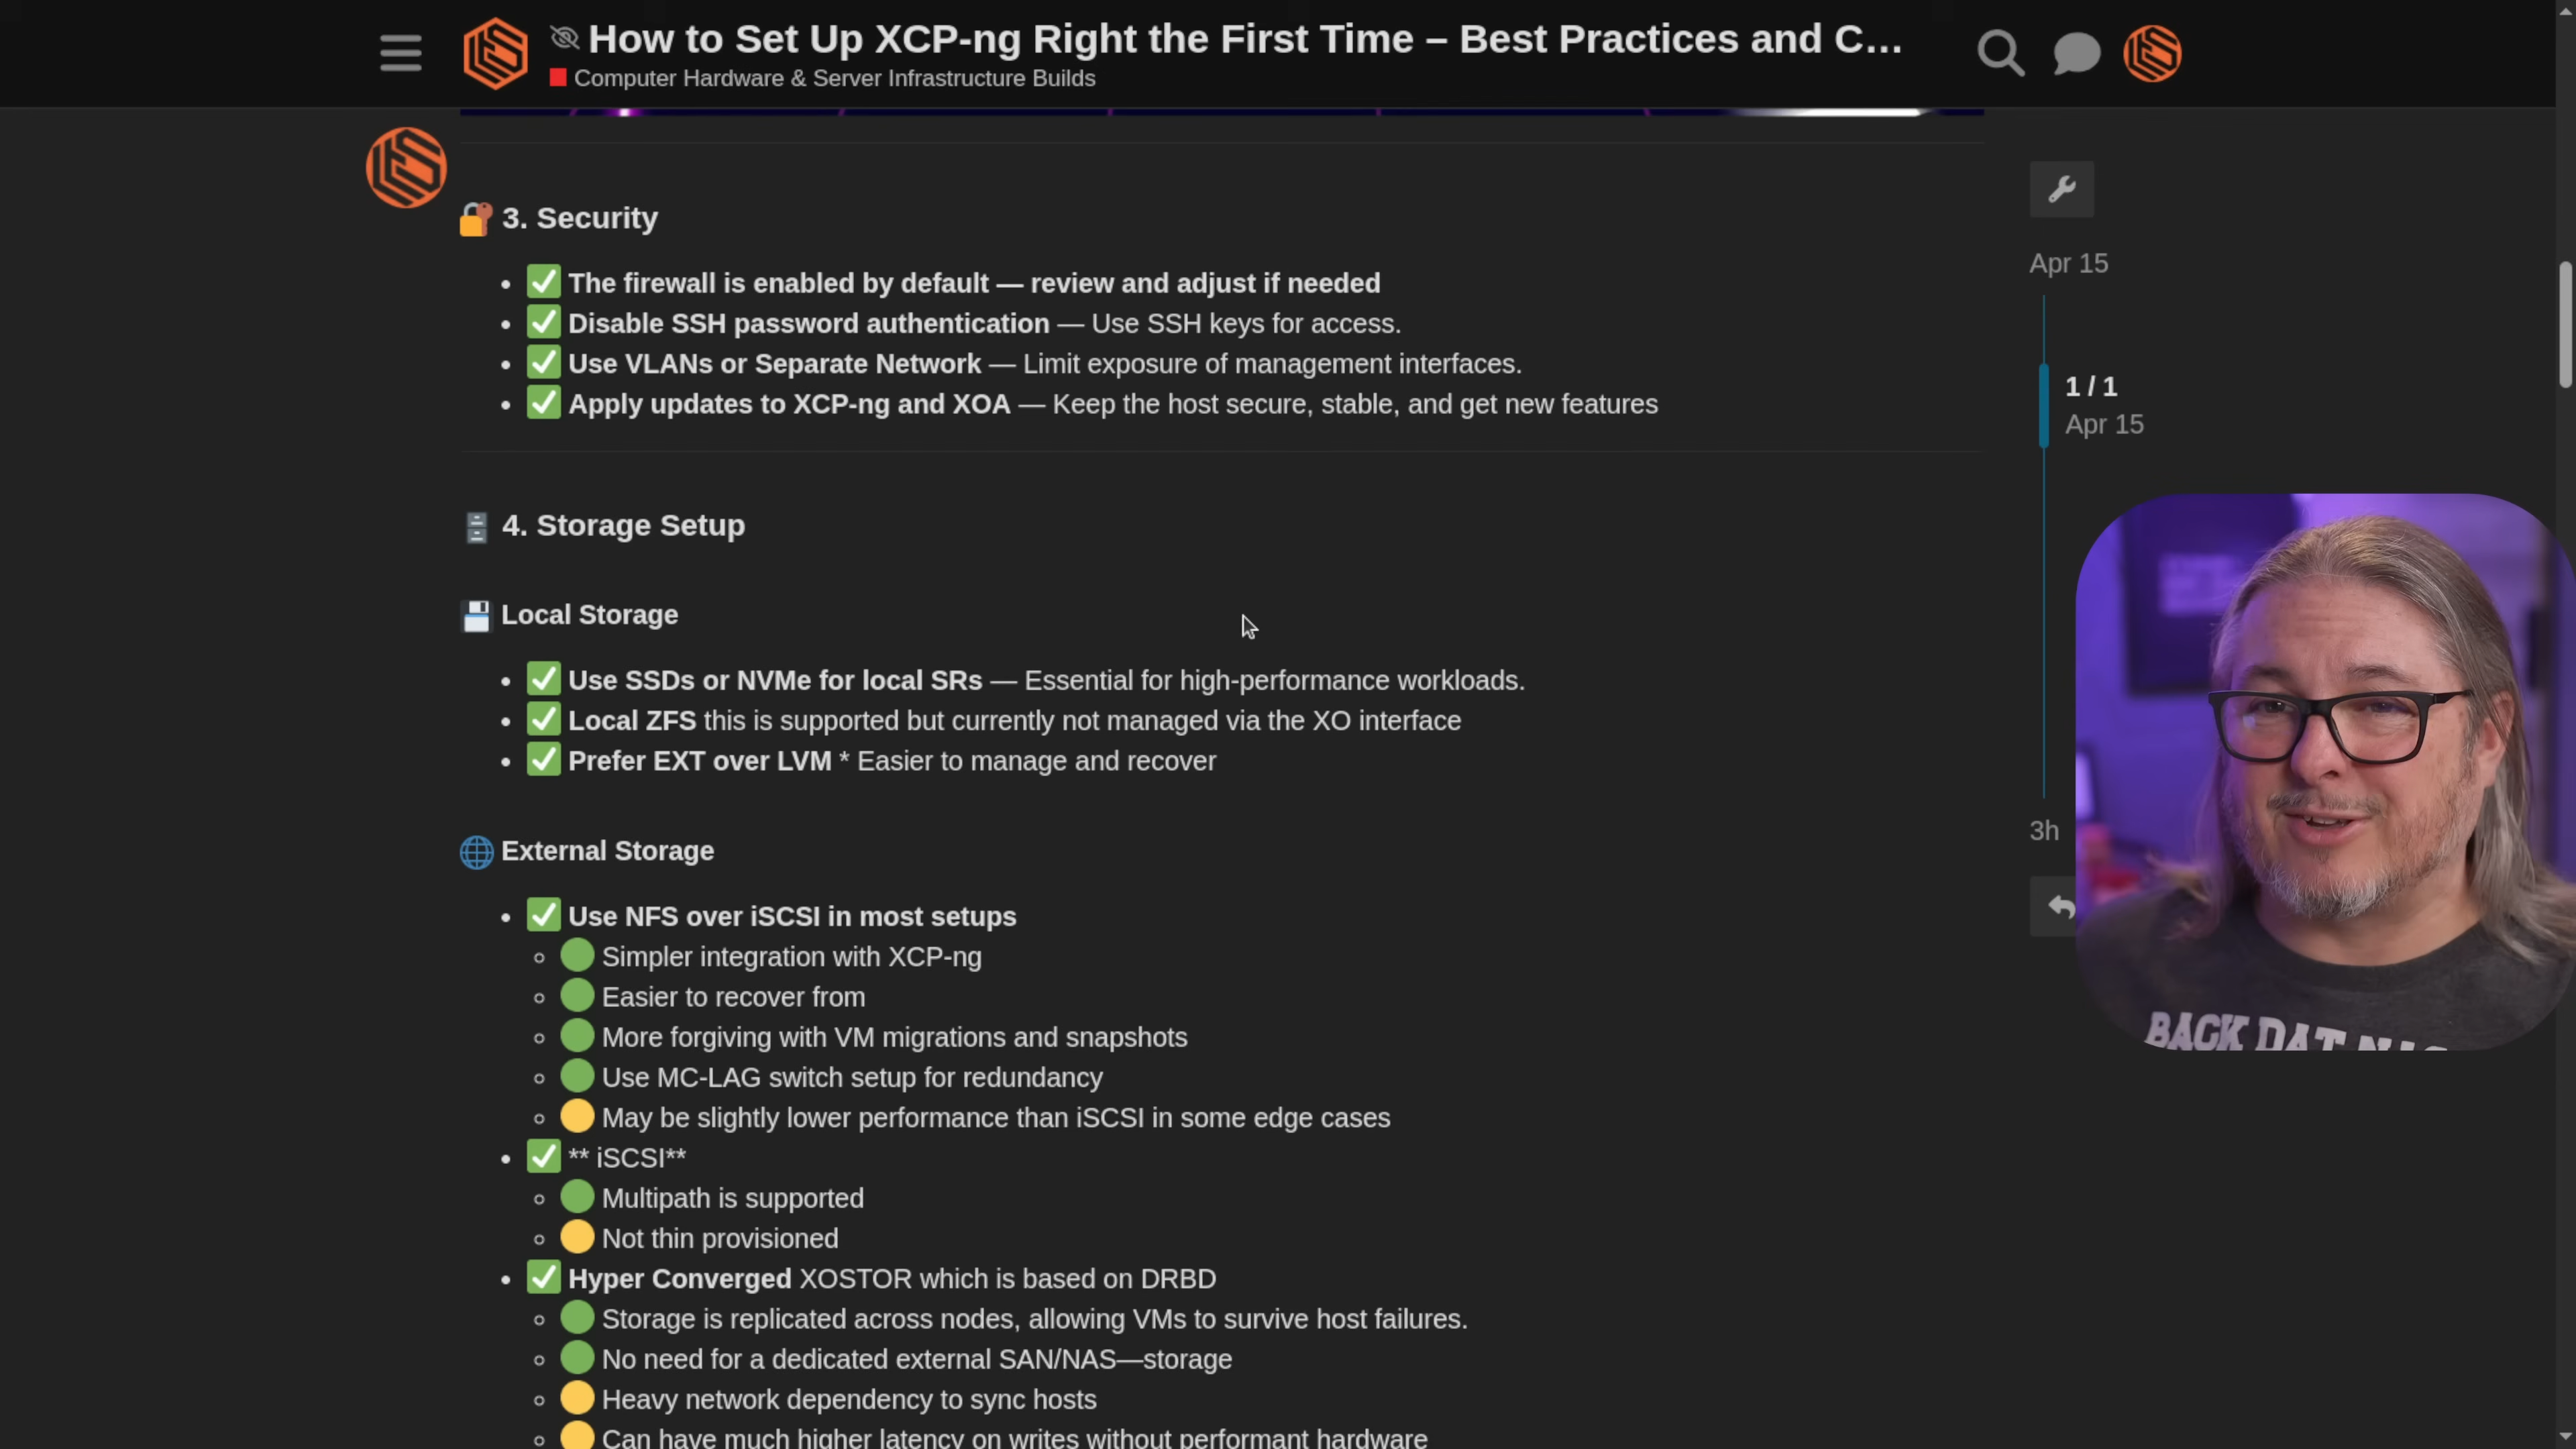 How to Set Up XCP-ng Right the First Time – Best Practices and C...
Computer Hardware & Server Infrastructure Builds
3. Security
The firewall is enabled by default — review and adjust if needed
Disable SSH password authentication — Use SSH keys for access.
Use VLANs or Separate Network — Limit exposure of management interfaces.
Apply updates to XCP-ng and XOA — Keep the host secure, stable, and get new features
4. Storage Setup
Local Storage
Use SSDs or NVMe for local SRs — Essential for high-performance workloads.
Local ZFS this is supported but currently not managed via the XO interface
Prefer EXT over LVM * Easier to manage and recover
External Storage
Use NFS over iSCSI in most setups
Simpler integration with XCP-ng
Easier to recover from
More forgiving with VM migrations and snapshots
Use MC-LAG switch setup for redundancy
May be slightly lower performance than iSCSI in some edge cases
** iSCSI**
Multipath is supported
Not thin provisioned
Hyper Converged XOSTOR which is based on DRBD
Storage is replicated across nodes, allowing VMs to survive host failures.
No need for a dedicated external SAN/NAS—storage
Heavy network dependency to sync hosts
Can have much higher latency on writes without performant hardware
Apr 15
1 / 1
Apr 15
3h
BACK DAT